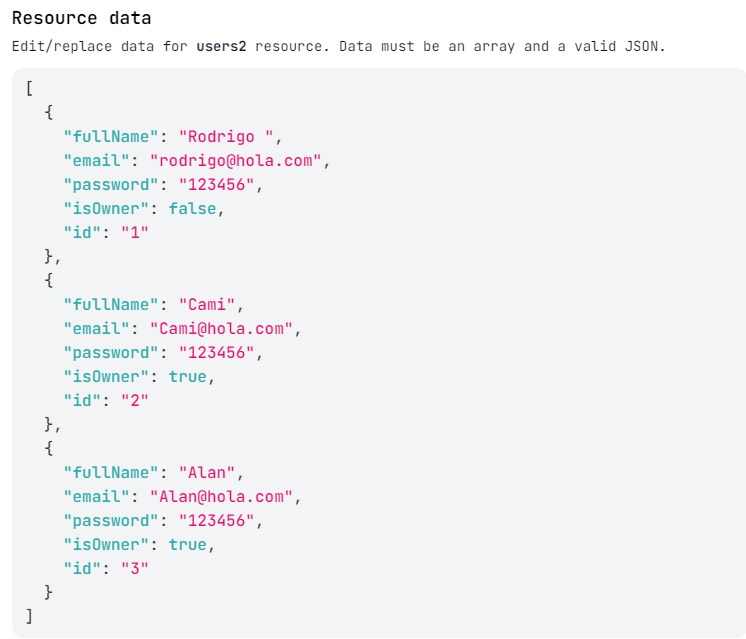 Resource data
Edit/replace data for users2 resource. Data must be an array and a valid JSON.
[
  {
    "fullName": "Rodrigo ",
    "email": "rodrigo@hola.com",
    "password": "123456",
    "isOwner": false,
    "id": "1"
  },
  {
    "fullName": "Cami",
    "email": "Cami@hola.com",
    "password": "123456",
    "isOwner": true,
    "id": "2"
  },
  {
    "fullName": "Alan",
    "email": "Alan@hola.com",
    "password": "123456",
    "isOwner": true,
    "id": "3"
  }
]